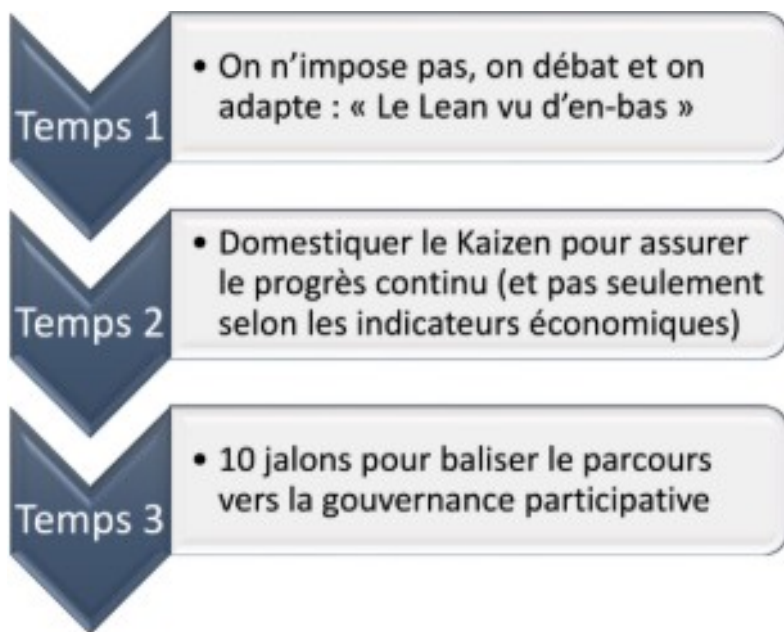 Temps 1
• On n'impose pas, on débat et on
adapte : « Le Lean vu d'en-bas »
Temps 2
• Domestiquer le Kaizen pour assurer
le progrès continu (et pas seulement
selon les indicateurs économiques)
Temps 3
• 10 jalons pour baliser le parcours
vers la gouvernance participative